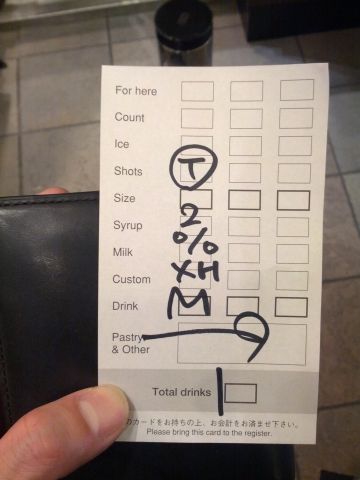 For here
Count
Ice
Shots T
Size
Syrup 2
Milk %
Custom XH
Drink M
Pastry
& Other
Total drinks 1
のカードをお持ちの上、お会計をお済ませ下さい。
Please bring this card to the register.